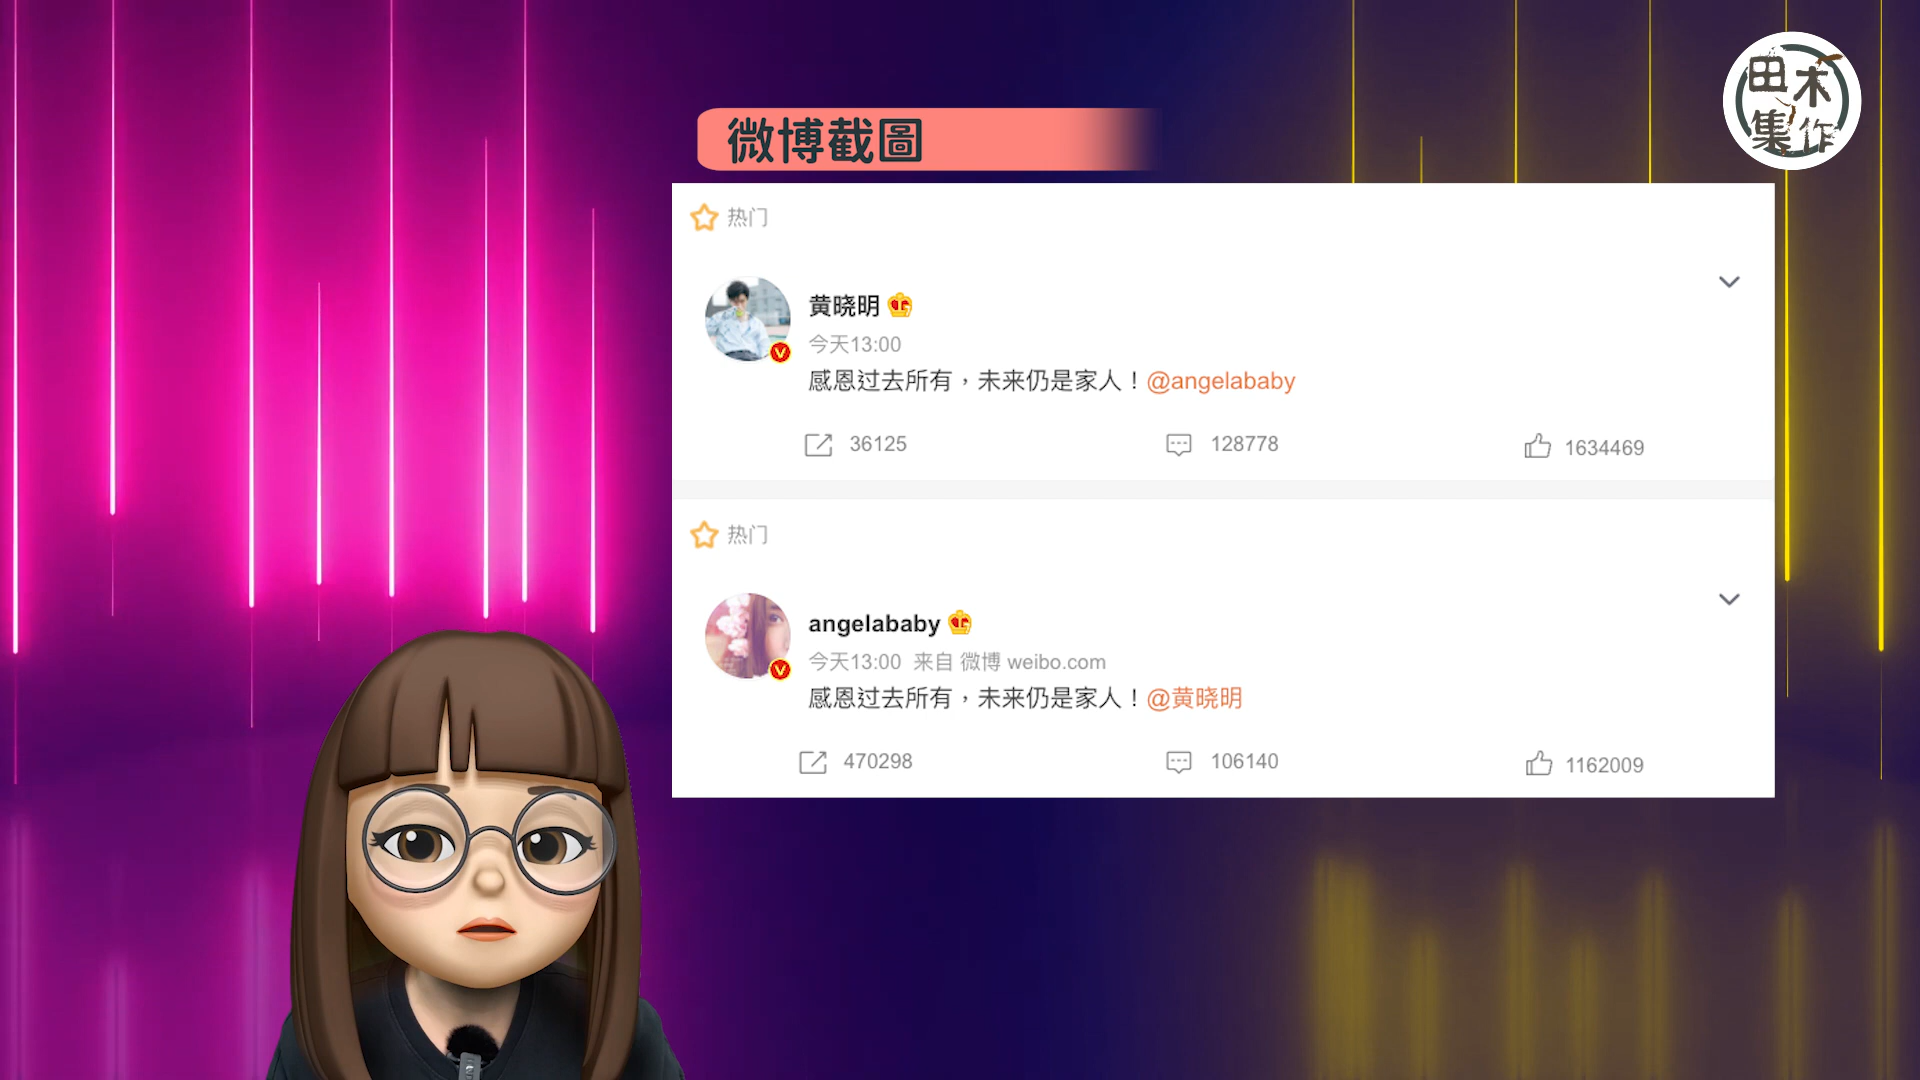 田木
集作
微博截圖
热门
黄晓明
今天13:00
感恩过去所有，未来仍是家人！@angelababy
36125 128778 1634469
热门
angelababy
今天13:00 来自 微博 weibo.com
感恩过去所有，未来仍是家人！@黄晓明
470298 106140 1162009